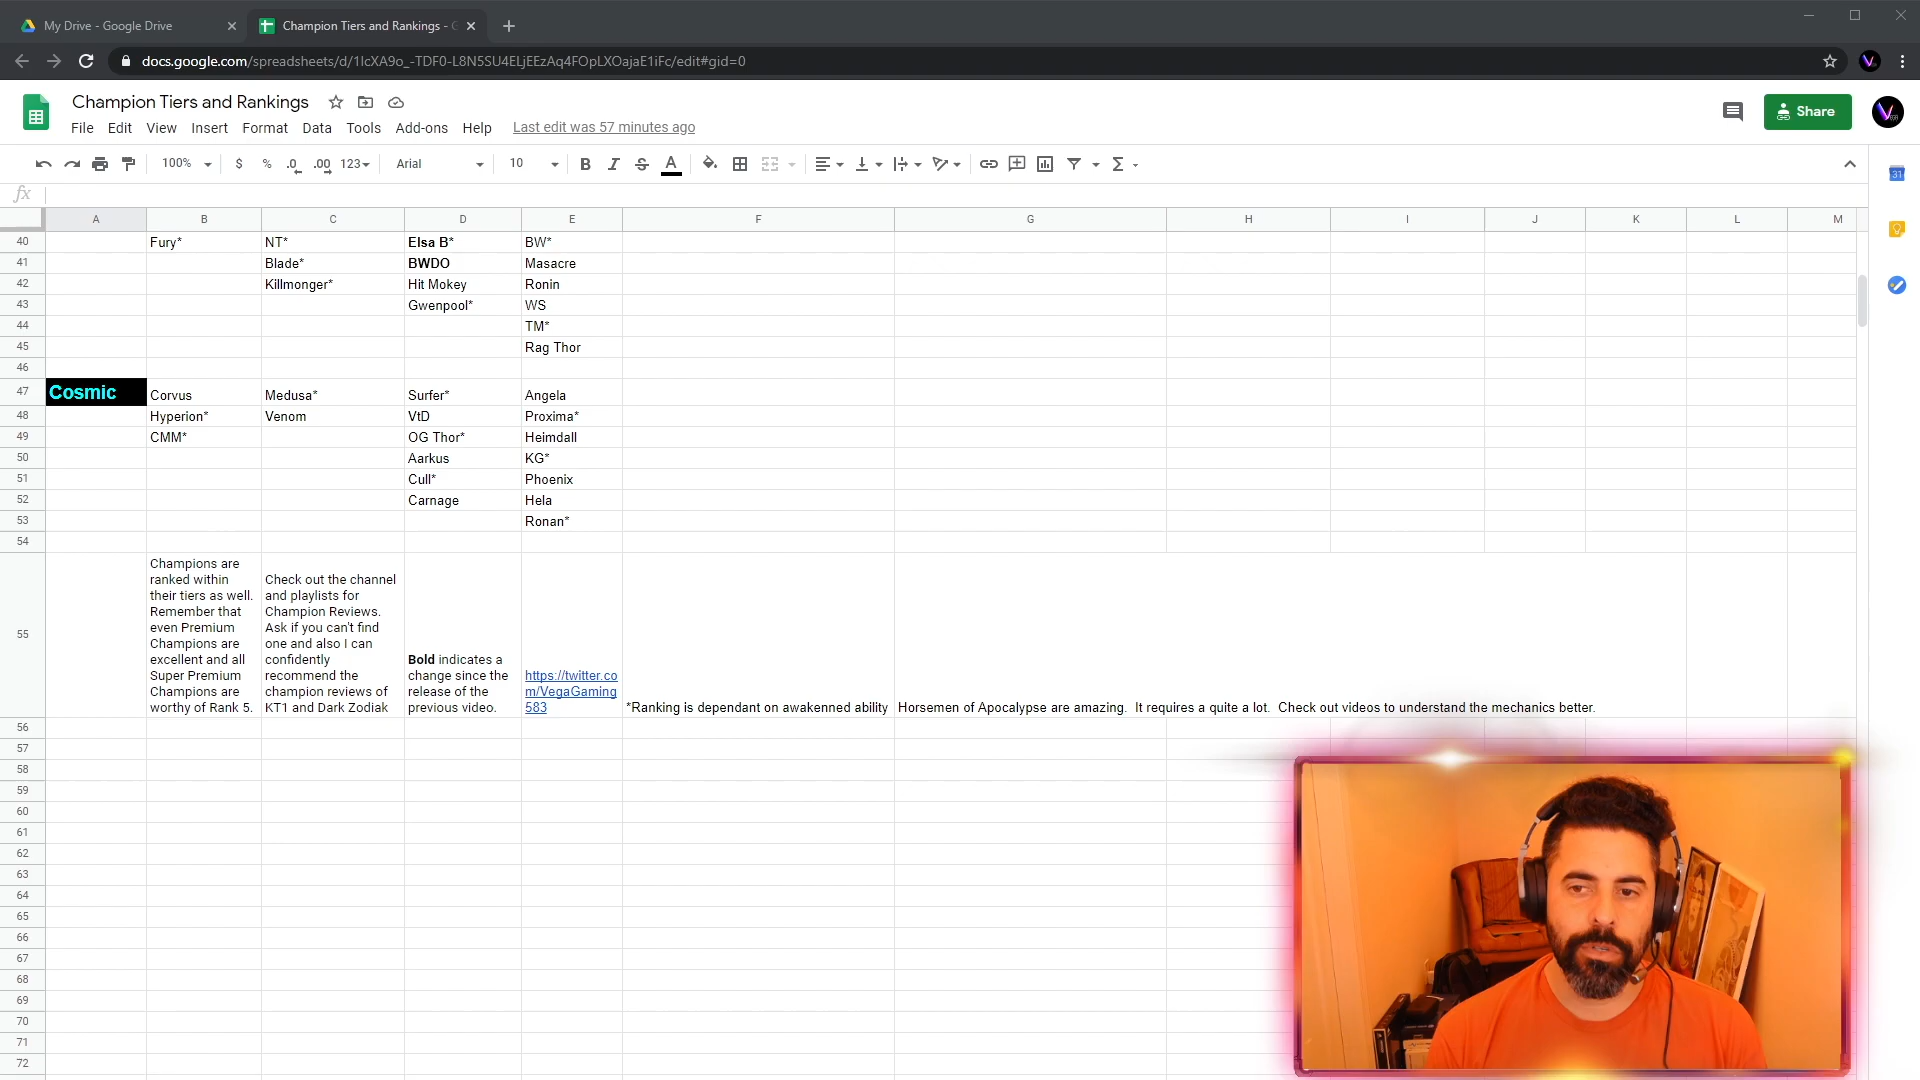 My Drive - Google Drive
Champion Tiers and Rankings - G
docs.google.com/spreadsheets/d/1IcXA9o_-TDF0-L8N5SU4ELjEEzAq4FOpLXOajaE1iFc/edit#gid=0
Champion Tiers and Rankings
Share
File Edit View Insert Format Data Tools Add-ons Help Last edit was 57 minutes ago
100% $ % .0 .00 123 Arial 10 B I S A Σ
31
fx
A B C D E F G H I J K L M
40 Fury* NT* Elsa B* BW*
41 Blade* BWDO Masacre
42 Killmonger* Hit Mokey Ronin
43 Gwenpool* WS
44 TM*
45 Rag Thor
46
47 Cosmic Corvus Medusa* Surfer* Angela
48 Hyperion* Venom VtD Proxima*
49 CMM* OG Thor* Heimdall
50 Aarkus KG*
51 Cull* Phoenix
52 Carnage Hela
53 Ronan*
54
55
Champions are
ranked within
their tiers as well.
Remember that
even Premium
Champions are
excellent and all
Super Premium
Champions are
worthy of Rank 5.
Check out the channel
and playlists for
Champion Reviews.
Ask if you can't find
one and also I can
confidently
recommend the
champion reviews of
KT1 and Dark Zodiak
Bold indicates a
change since the
release of the
previous video.
https://twitter.co
m/VegaGaming
583
*Ranking is dependant on awakenned ability
Horsemen of Apocalypse are amazing. It requires a quite a lot. Check out videos to understand the mechanics better.
56
57
58
59
60
61
62
63
64
65
66
67
68
69
70
71
72